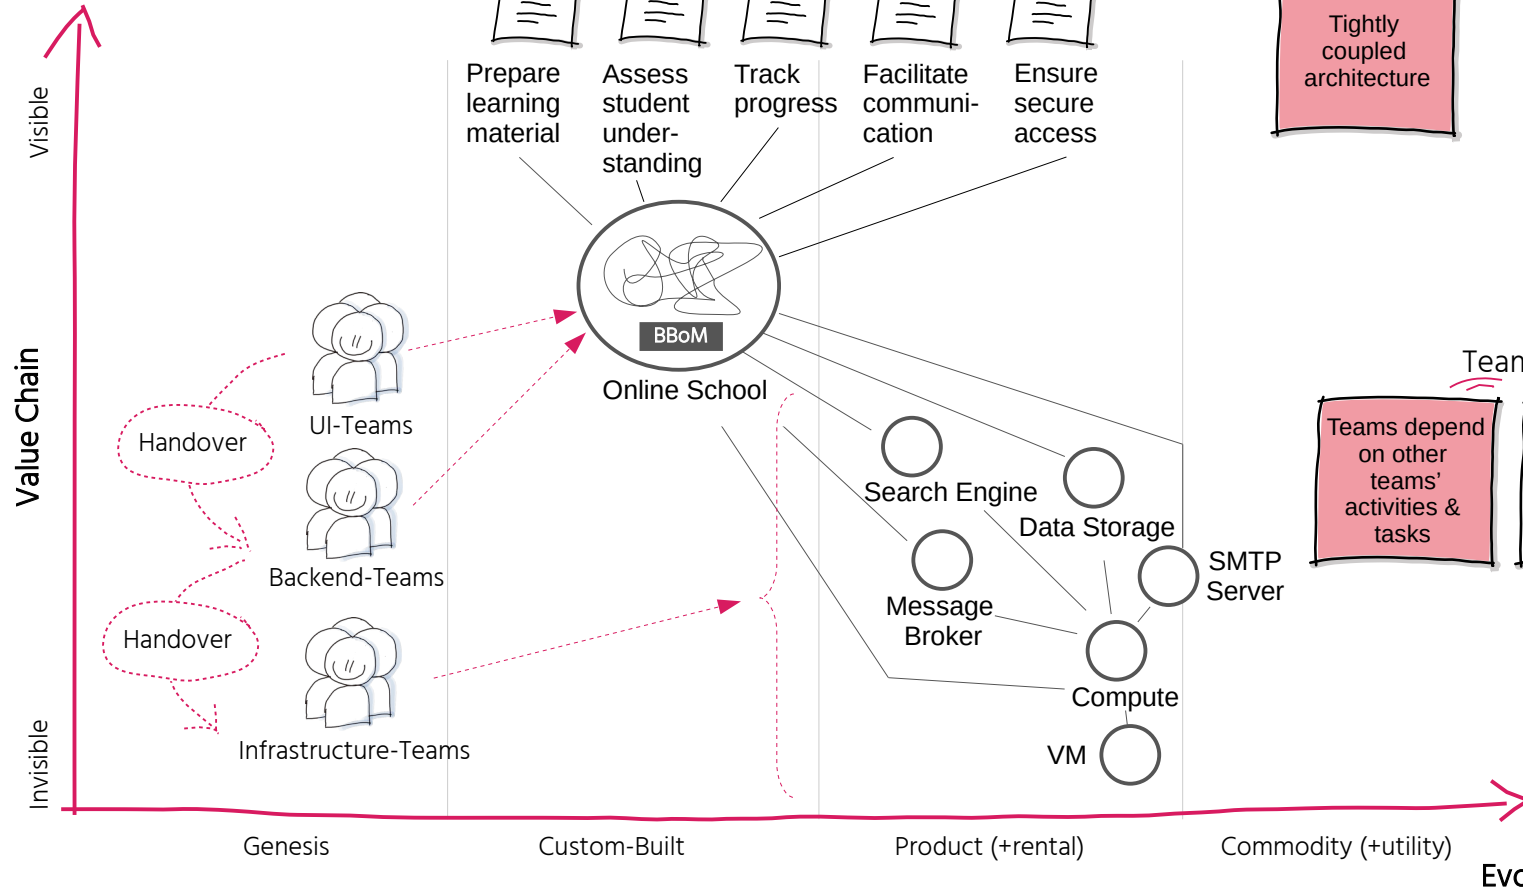 Tightly
coupled
architecture
Prepare
learning
material
Assess
student
under-
standing
Track
progress
Facilitate
communi-
cation
Ensure
secure
access
Visible
Value Chain
Invisible
BBoM
Online School
UI-Teams
Handover
Backend-Teams
Handover
Infrastructure-Teams
Search Engine
Data Storage
SMTP
Server
Message
Broker
Compute
VM
Team
Teams depend
on other
teams’
activities &
tasks
Genesis
Custom-Built
Product (+rental)
Commodity (+utility)
Evo